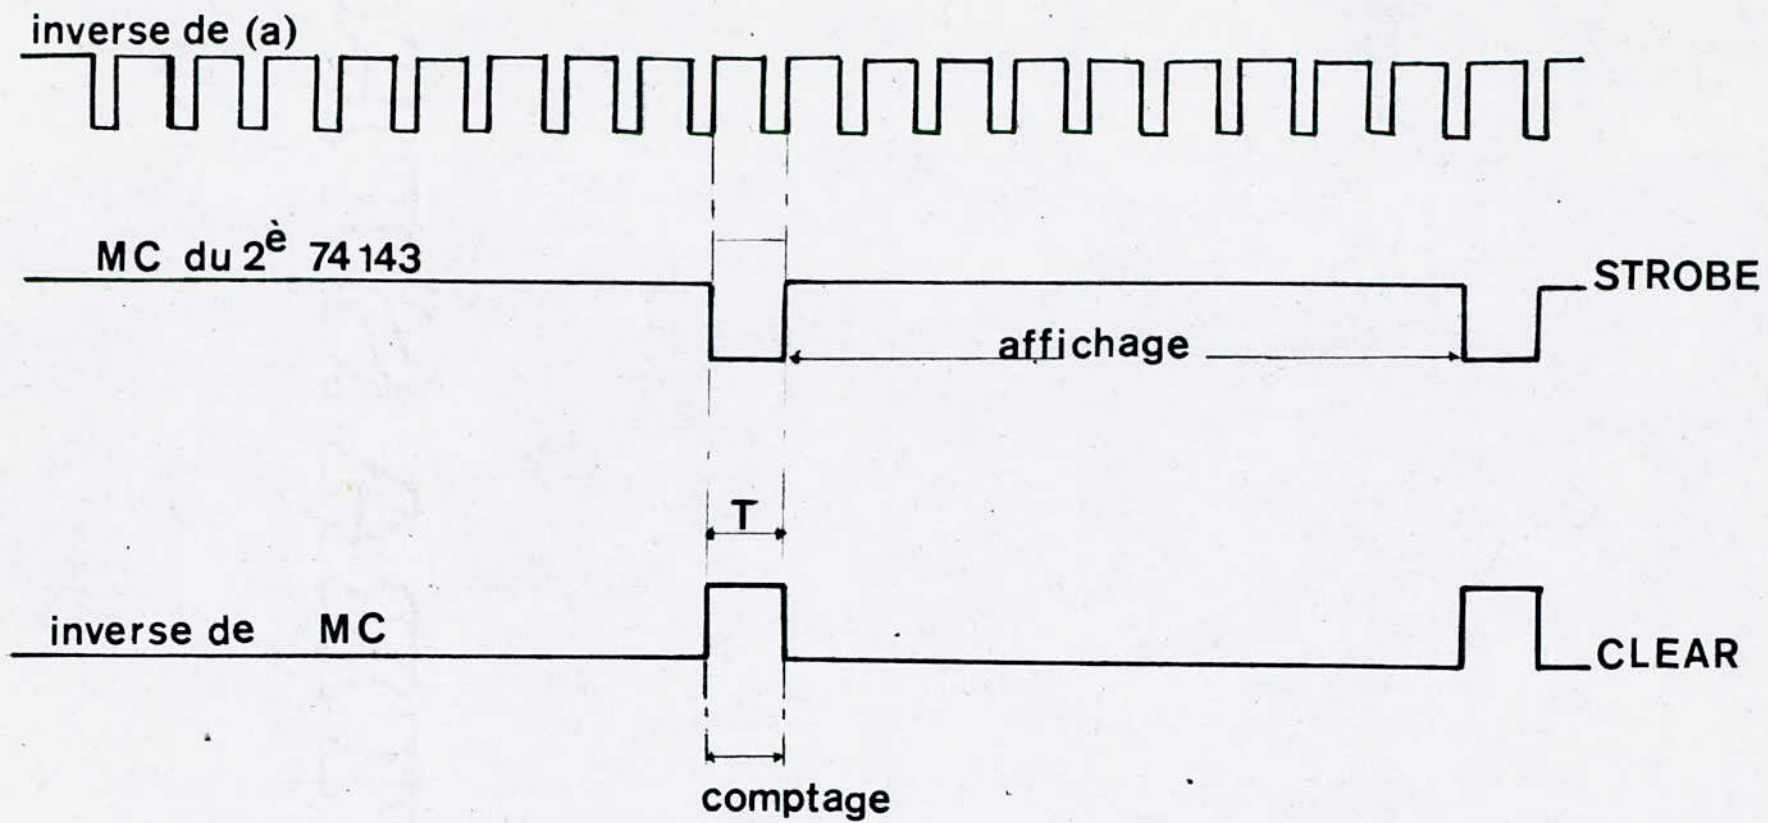 inverse de (a)
MC du 2è 74143
STROBE
affichage
T
inverse de MC
CLEAR
comptage